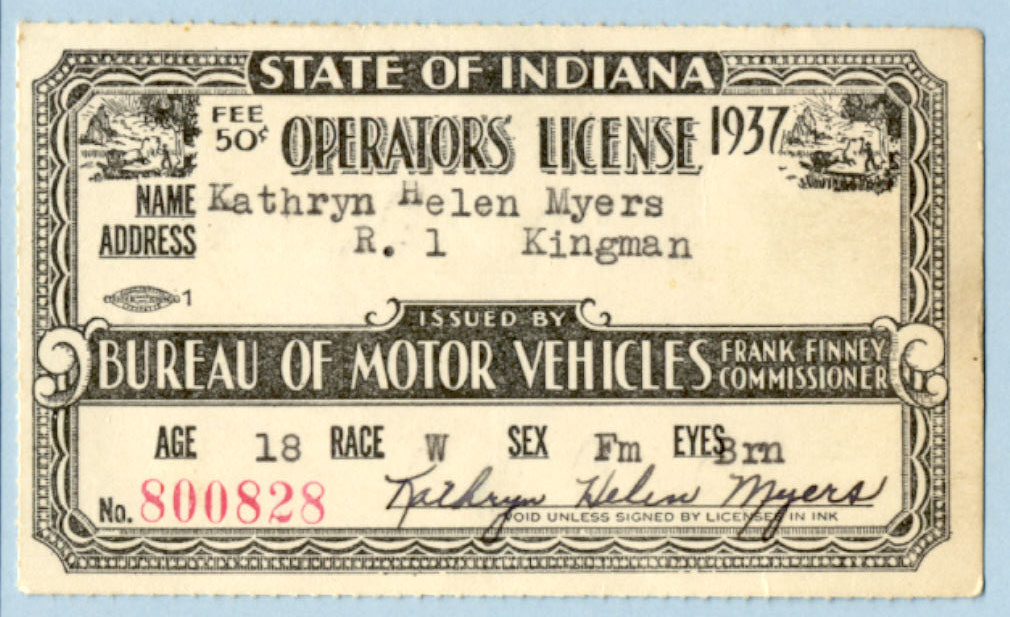 STATE OF INDIANA
FEE
50¢
OPERATORS' LICENSE 1937
NAME Kathryn Helen Myers
ADDRESS R. 1 Kingman
1
ISSUED BY
BUREAU OF MOTOR VEHICLES FRANK FINNEY COMMISSIONER
AGE 18 RACE W SEX Fm EYES Brn
No. 800828 Kathryn Helen Myers
VOID UNLESS SIGNED BY LICENSEE IN INK